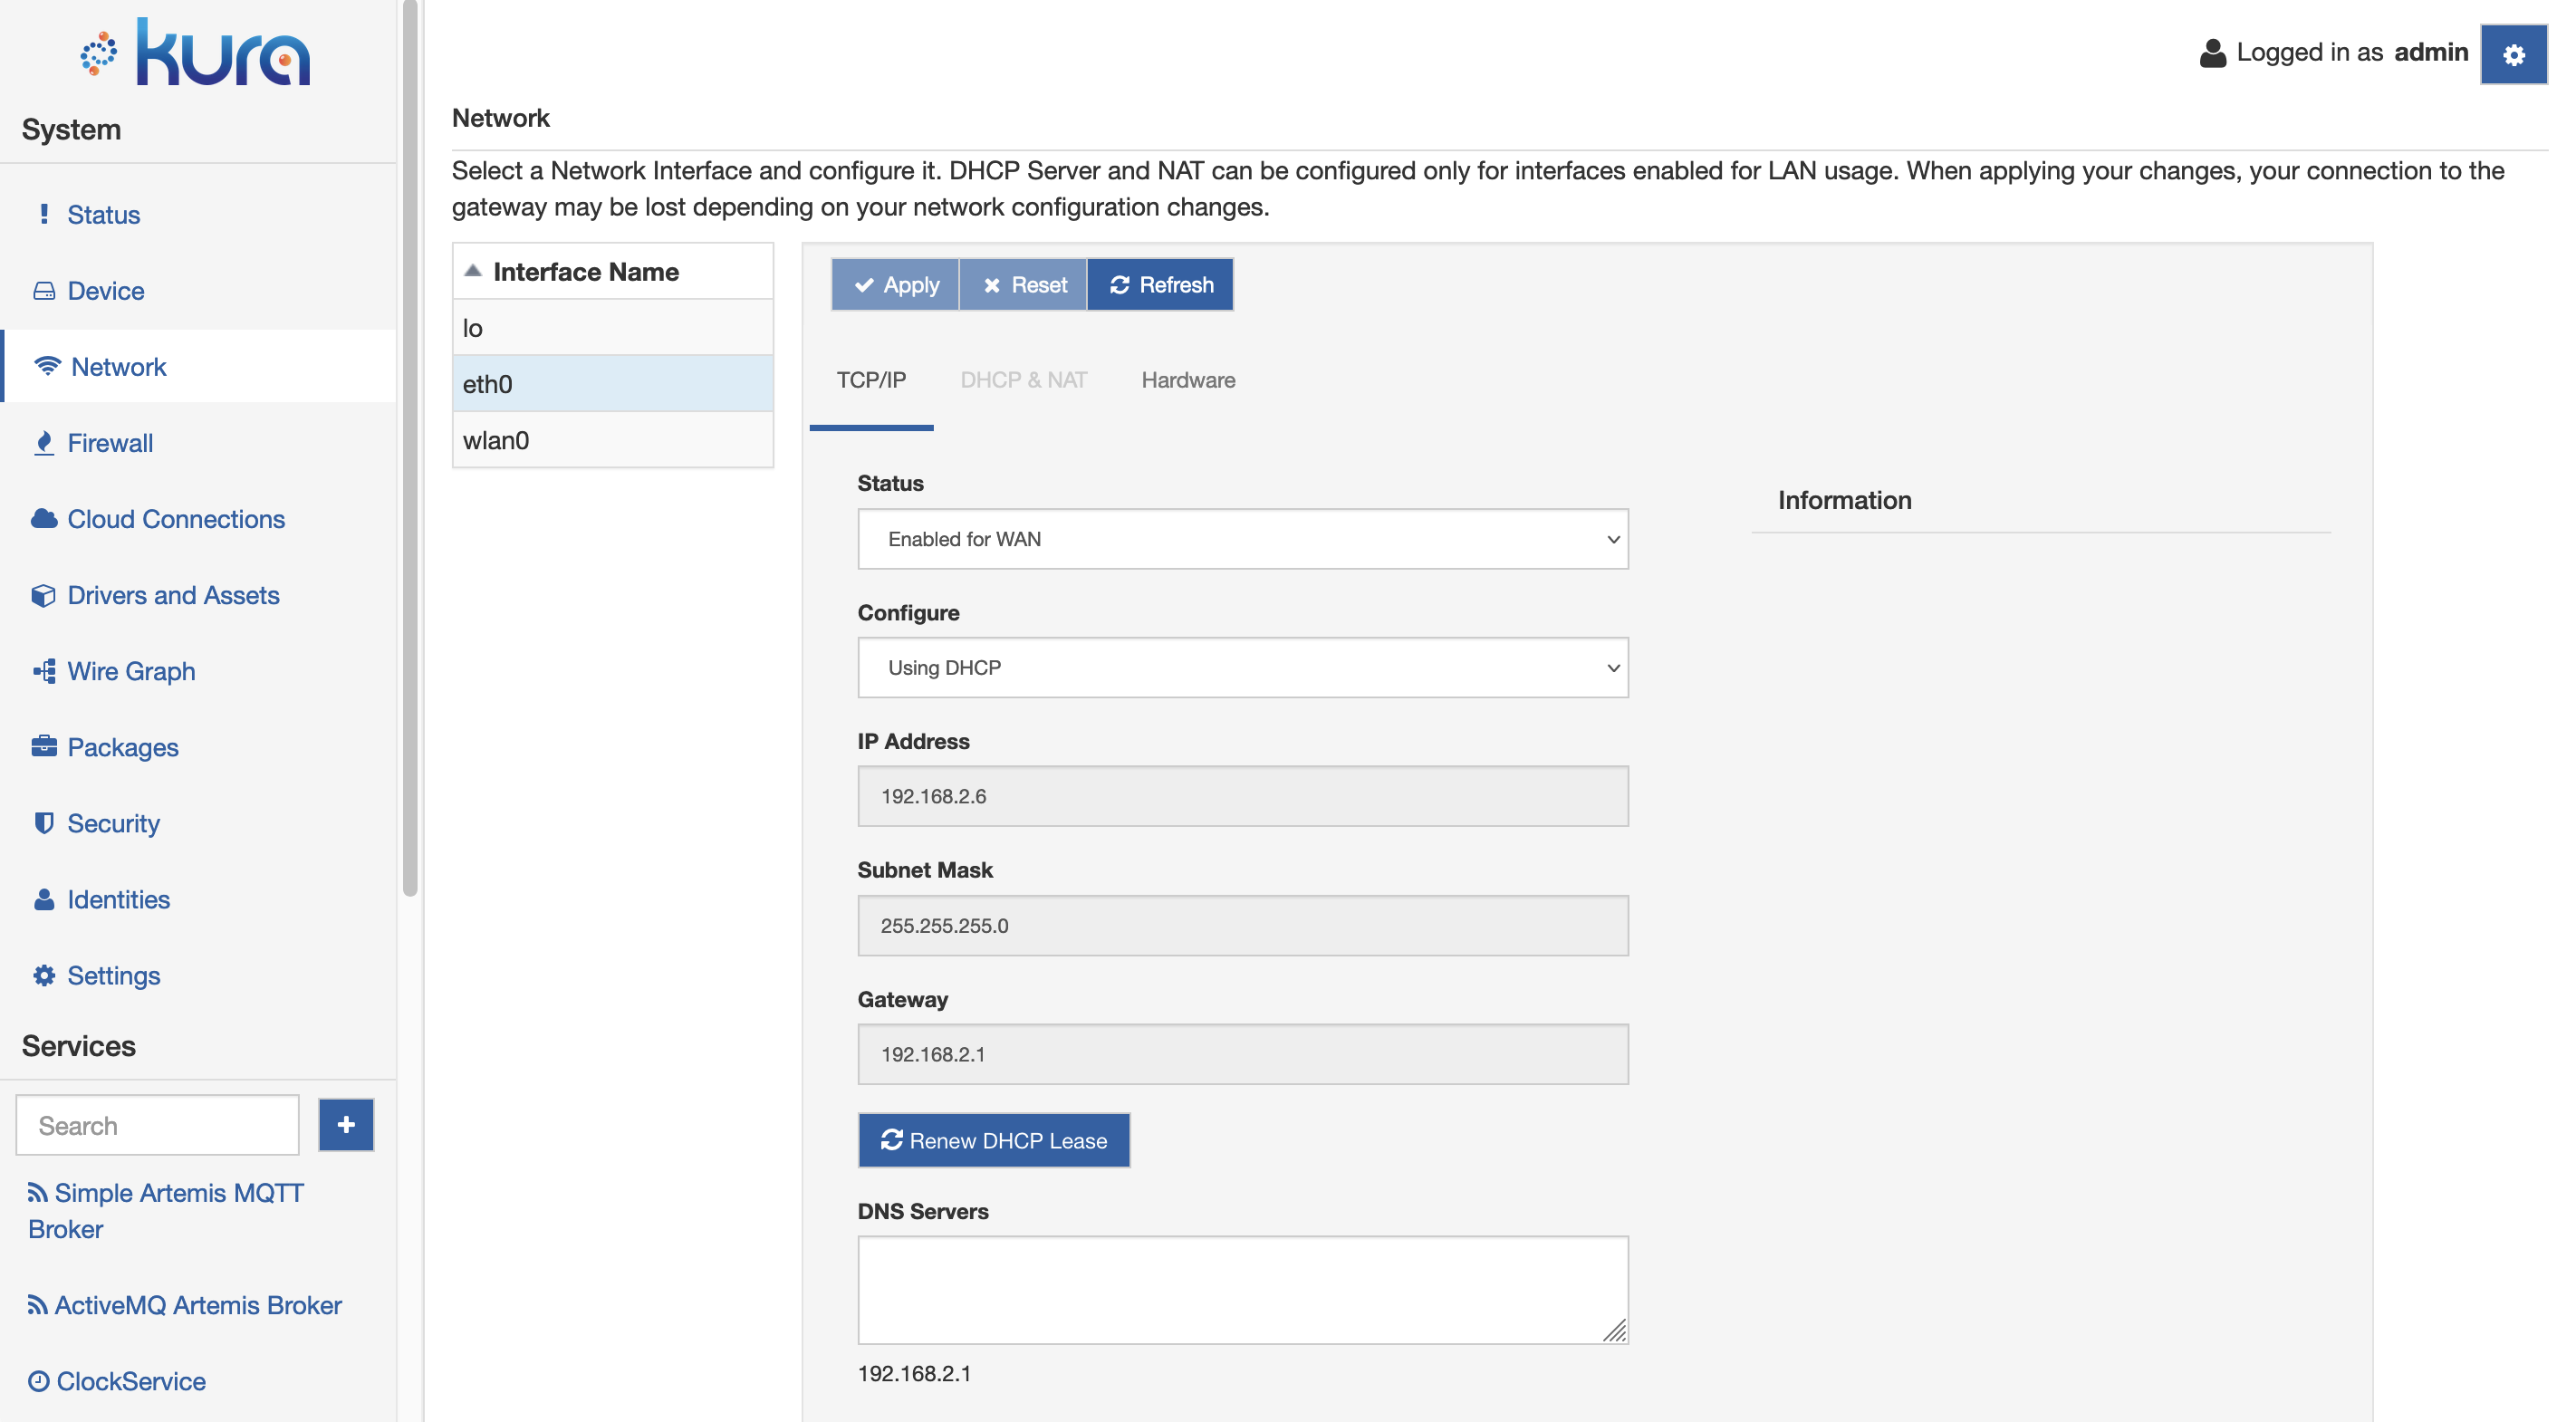 kura
System
Status
Device
Network
Firewall
Cloud Connections
Drivers and Assets
Wire Graph
Packages
Security
Identities
Settings
Services
Search
Simple Artemis MQTT
Broker
ActiveMQ Artemis Broker
ClockService
Logged in as admin
Network
Select a Network Interface and configure it. DHCP Server and NAT can be configured only for interfaces enabled for LAN usage. When applying your changes, your connection to the
gateway may be lost depending on your network configuration changes.
Interface Name
lo
eth0
wlan0
Apply Reset Refresh
TCP/IP DHCP & NAT Hardware
Status
Enabled for WAN
Configure
Using DHCP
IP Address
192.168.2.6
Subnet Mask
255.255.255.0
Gateway
192.168.2.1
Renew DHCP Lease
DNS Servers
192.168.2.1
Information